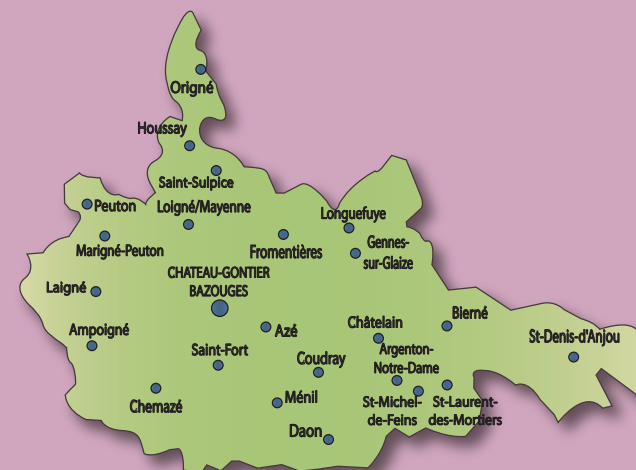 Origné
Houssay
Saint-Sulpice
Peuton
Loigné/Mayenne
Longuefuye
Marigné-Peuton
Fromentières
Gennes-
sur-Glaize
CHATEAU-GONTIER
BAZOUGES
Laigné
Bierné
Ampoigné
Azé
Châtelain
St-Denis-d'Anjou
Saint-Fort
Coudray
Argenton-
Notre-Dame
Chemazé
Ménil
St-Michel-
de-Feins
St-Laurent-
des-Mortiers
Daon